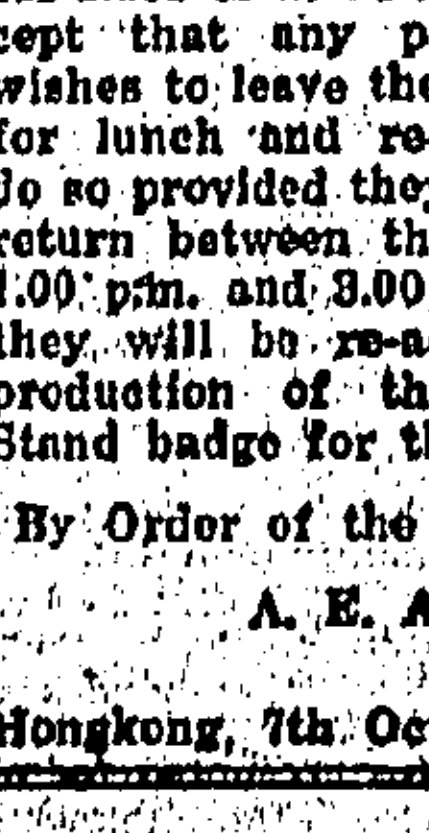 cept that any p
wishes to leave the
for lunch and re-
do so provided they
return between th
1.00 p.m. and 3.00
they will be re-a
production of th
Stand badge for th
By Order of the
A. E. A
Hongkong, 7th Oc